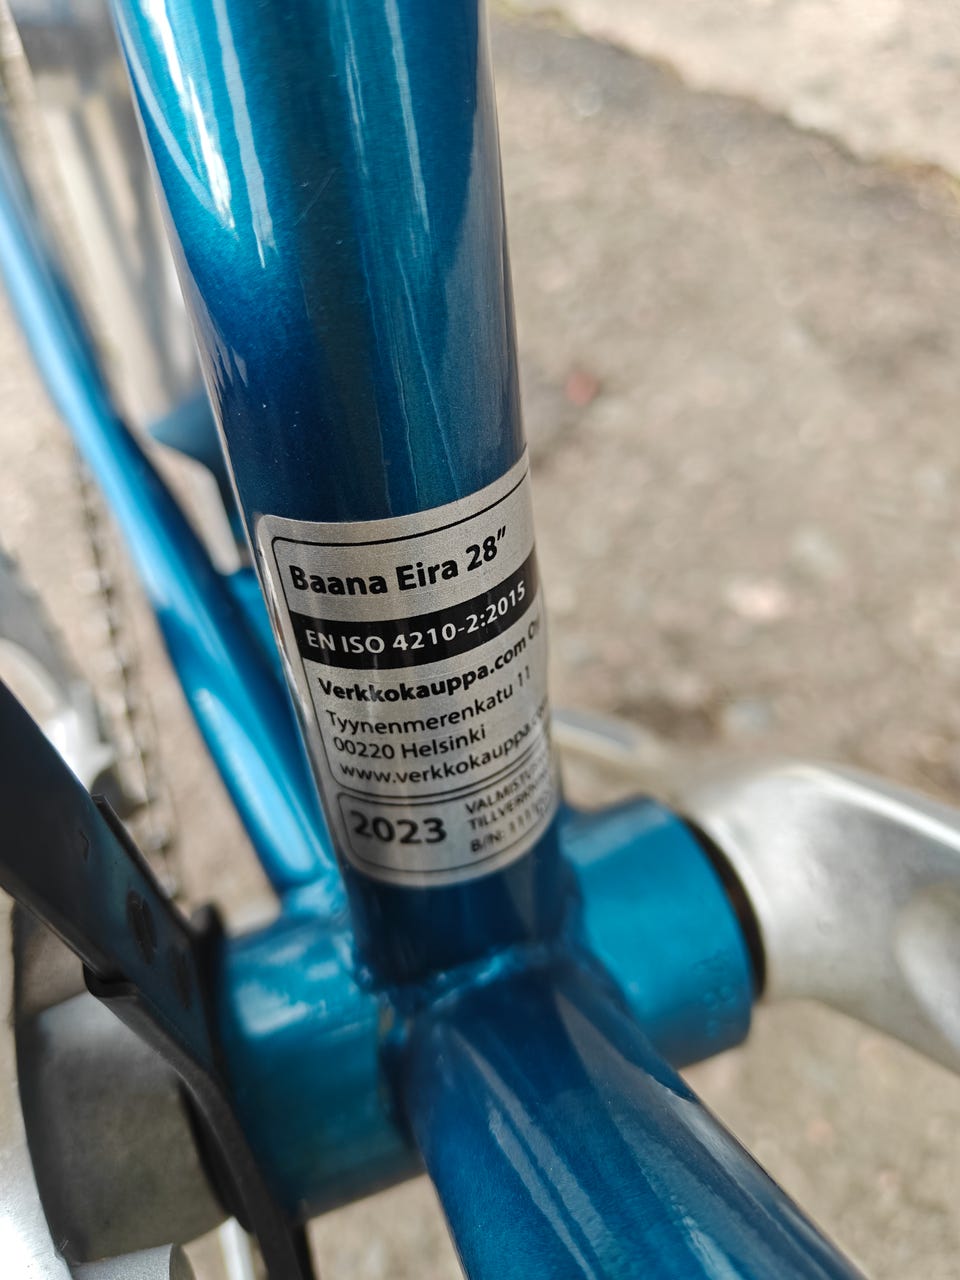 Baana Eira 28"
EN ISO 4210-2:2015
Verkkokauppa.com Oy
Tyynenmerenkatu 11
00220 Helsinki
www.verkkokauppa.com
2023
B/N: